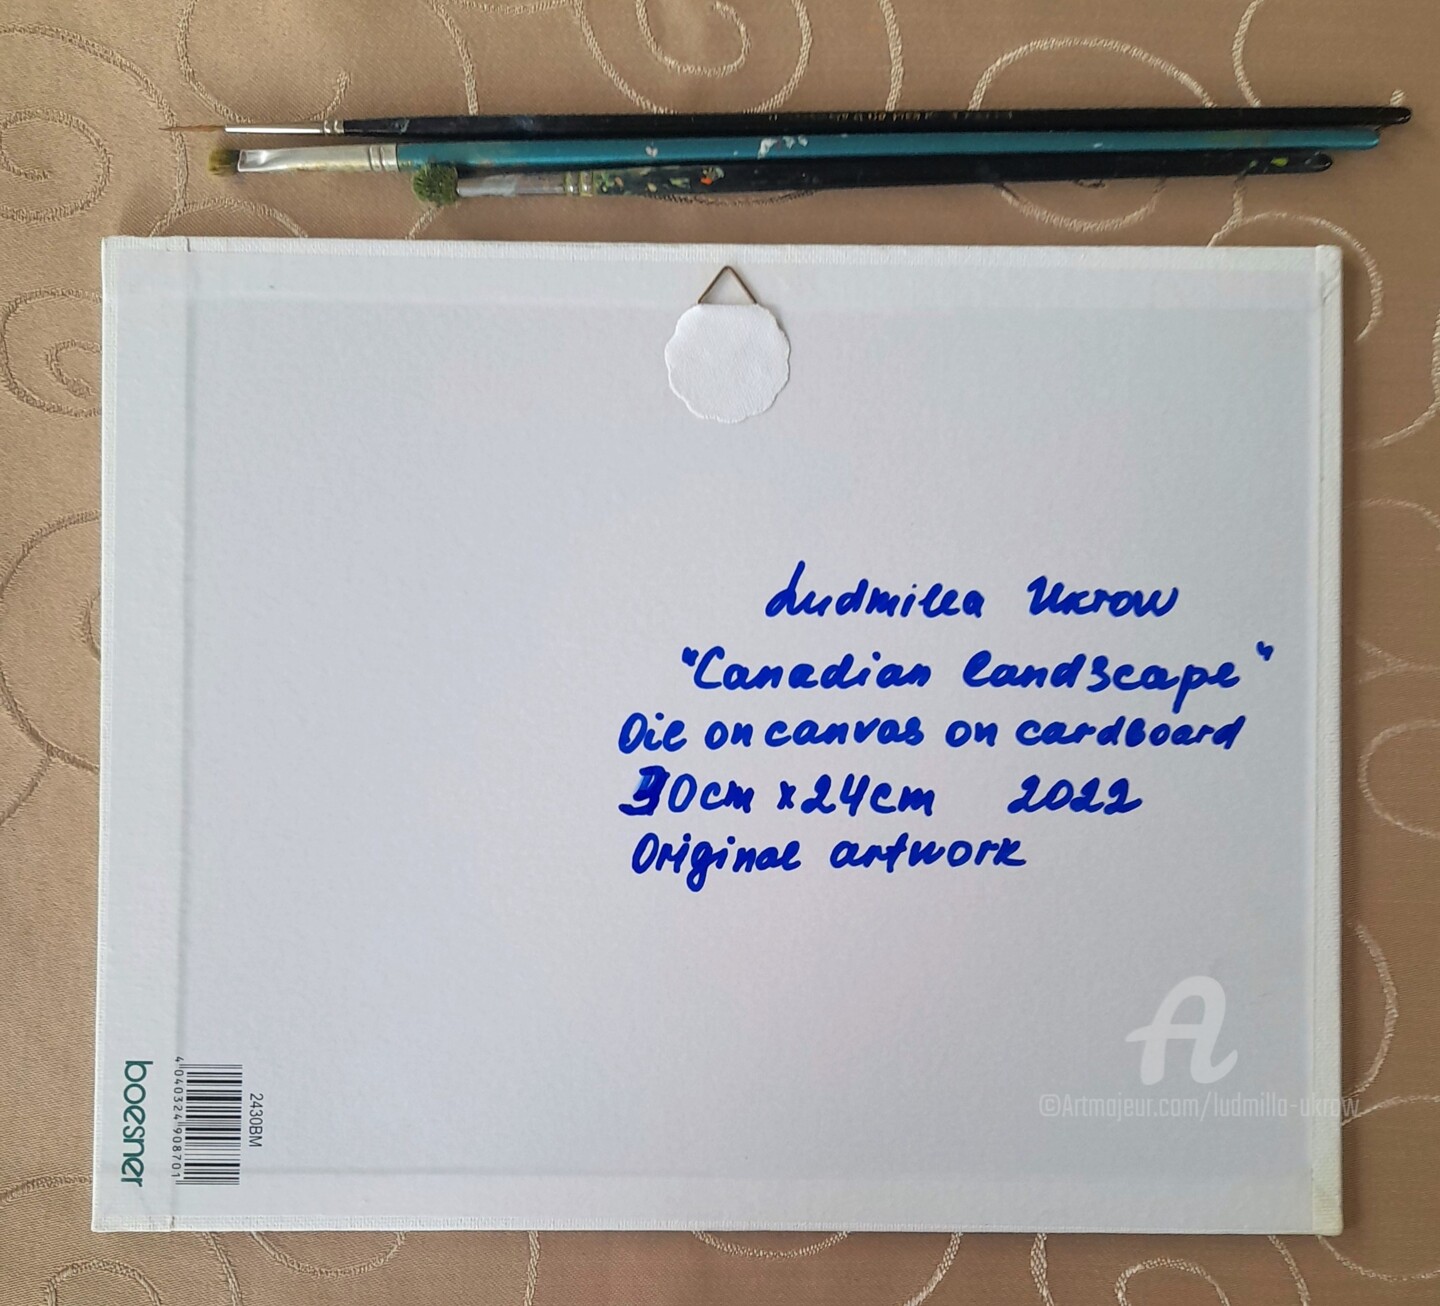 Ludmilla Ukrow
"Canadian landscape"
Oil on canvas on cardboard
30cm x 24cm 2022
Original artwork
©Artmajeur.com/ludmilla-ukrow
boesner
4 040324 908701
2430BM